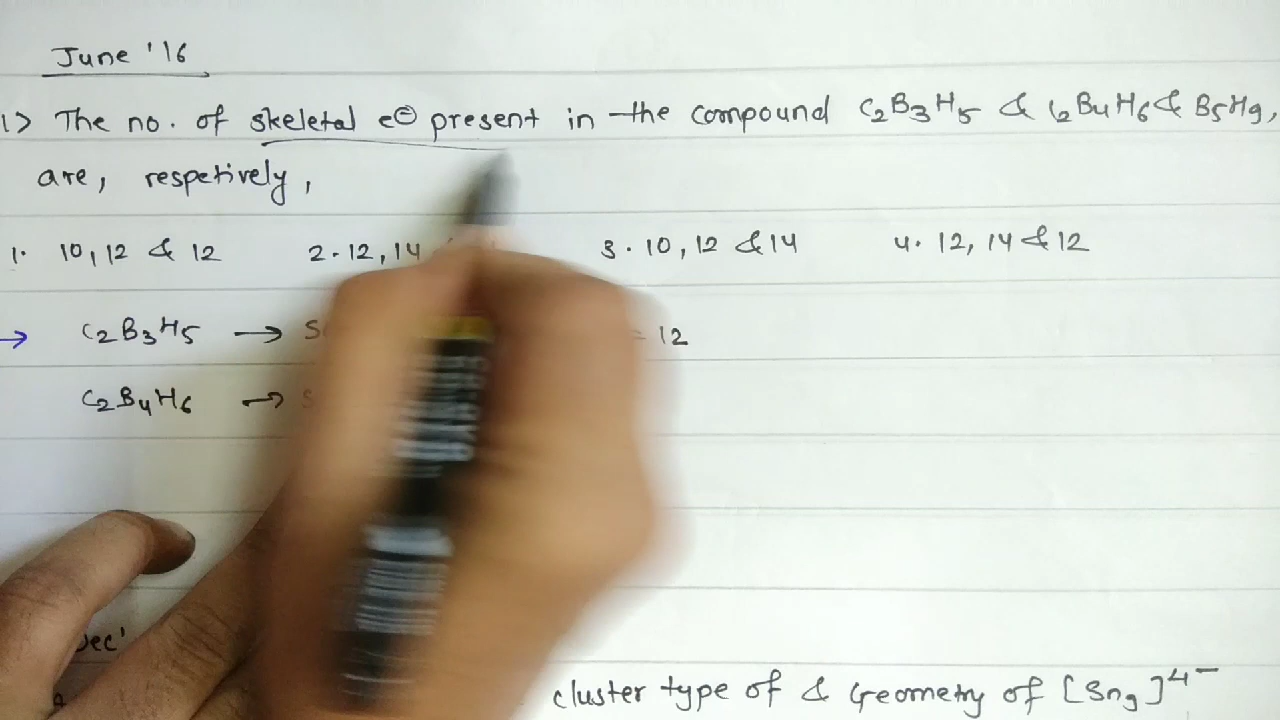 June '16
1) The no. of skeletal e⊖ present in the compound C₂B₃H₅ & C₂B₄H₆ & B₅H₉,
are, respetively,
1. 10, 12 & 12 2. 12, 14 3. 10, 12 & 14 4. 12, 14 & 12
→ C₂B₃H₅ → S = 12
C₂B₄H₆ → S
Dec'
cluster type of & Geometry of [Sn₉]⁴⁻